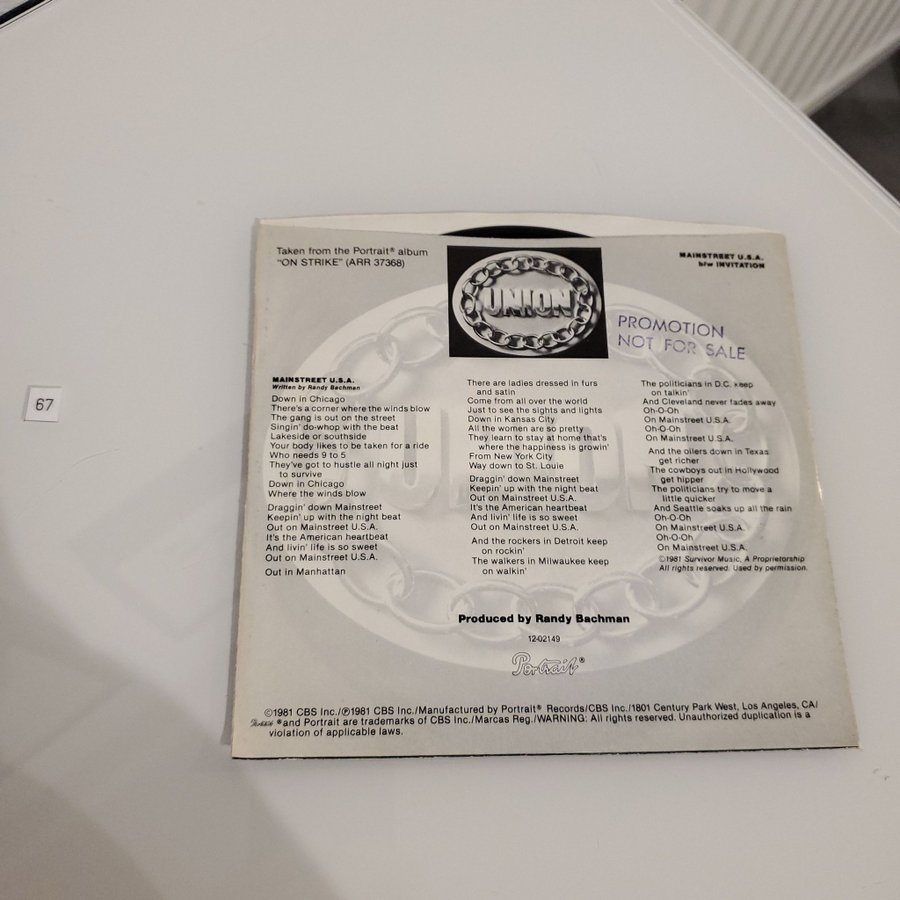 Taken from the Portrait® album
"ON STRIKE" (ARR 37368)
UNION
MAINSTREET U.S.A.
b/w INVITATION
PROMOTION
NOT FOR SALE
67
MAINSTREET U.S.A.
Written by Randy Bachman
Down in Chicago
There's a corner where the winds blow
The gang is out on the street
Singin' do-whop with the beat
Lakeside or southside
Your body likes to be taken for a ride
Who needs 9 to 5
They've got to hustle all night just
to survive
Down in Chicago
Where the winds blow
Draggin' down Mainstreet
Keepin' up with the night beat
Out on Mainstreet U.S.A.
It's the American heartbeat
And livin' life is so sweet
Out on Mainstreet U.S.A.
Out in Manhattan
There are ladies dressed in furs
and satin
Come from all over the world
Just to see the sights and lights
Down in Kansas City
All the women are so pretty
They learn to stay at home that's
where the happiness is growin'
From New York City
Way down to St. Louie
Draggin' down Mainstreet
Keepin' up with the night beat
Out on Mainstreet U.S.A.
It's the American heartbeat
And livin' life is so sweet
Out on Mainstreet U.S.A.
And the rockers in Detroit keep
on rockin'
The walkers in Milwaukee keep
on walkin'
The politicians in D.C. keep
on talkin'
And Cleveland never fades away
Oh-O-Oh
On Mainstreet U.S.A.
Oh-O-Oh
On Mainstreet U.S.A.
And the oilers down in Texas
get richer
The cowboys out in Hollywood
get hipper
The politicians try to move a
little quicker
And Seattle soaks up all the rain
Oh-O-Oh
On Mainstreet U.S.A.
Oh-O-Oh
On Mainstreet U.S.A.
©1981 Survivor Music, A Proprietorship
All rights reserved. Used by permission.
Produced by Randy Bachman
12-02149
Portrait®
©1981 CBS Inc./℗1981 CBS Inc./Manufactured by Portrait® Records/CBS Inc./1801 Century Park West, Los Angeles, CA/
Portrait ®and Portrait are trademarks of CBS Inc./Marcas Reg./WARNING: All rights reserved. Unauthorized duplication is a
violation of applicable laws.